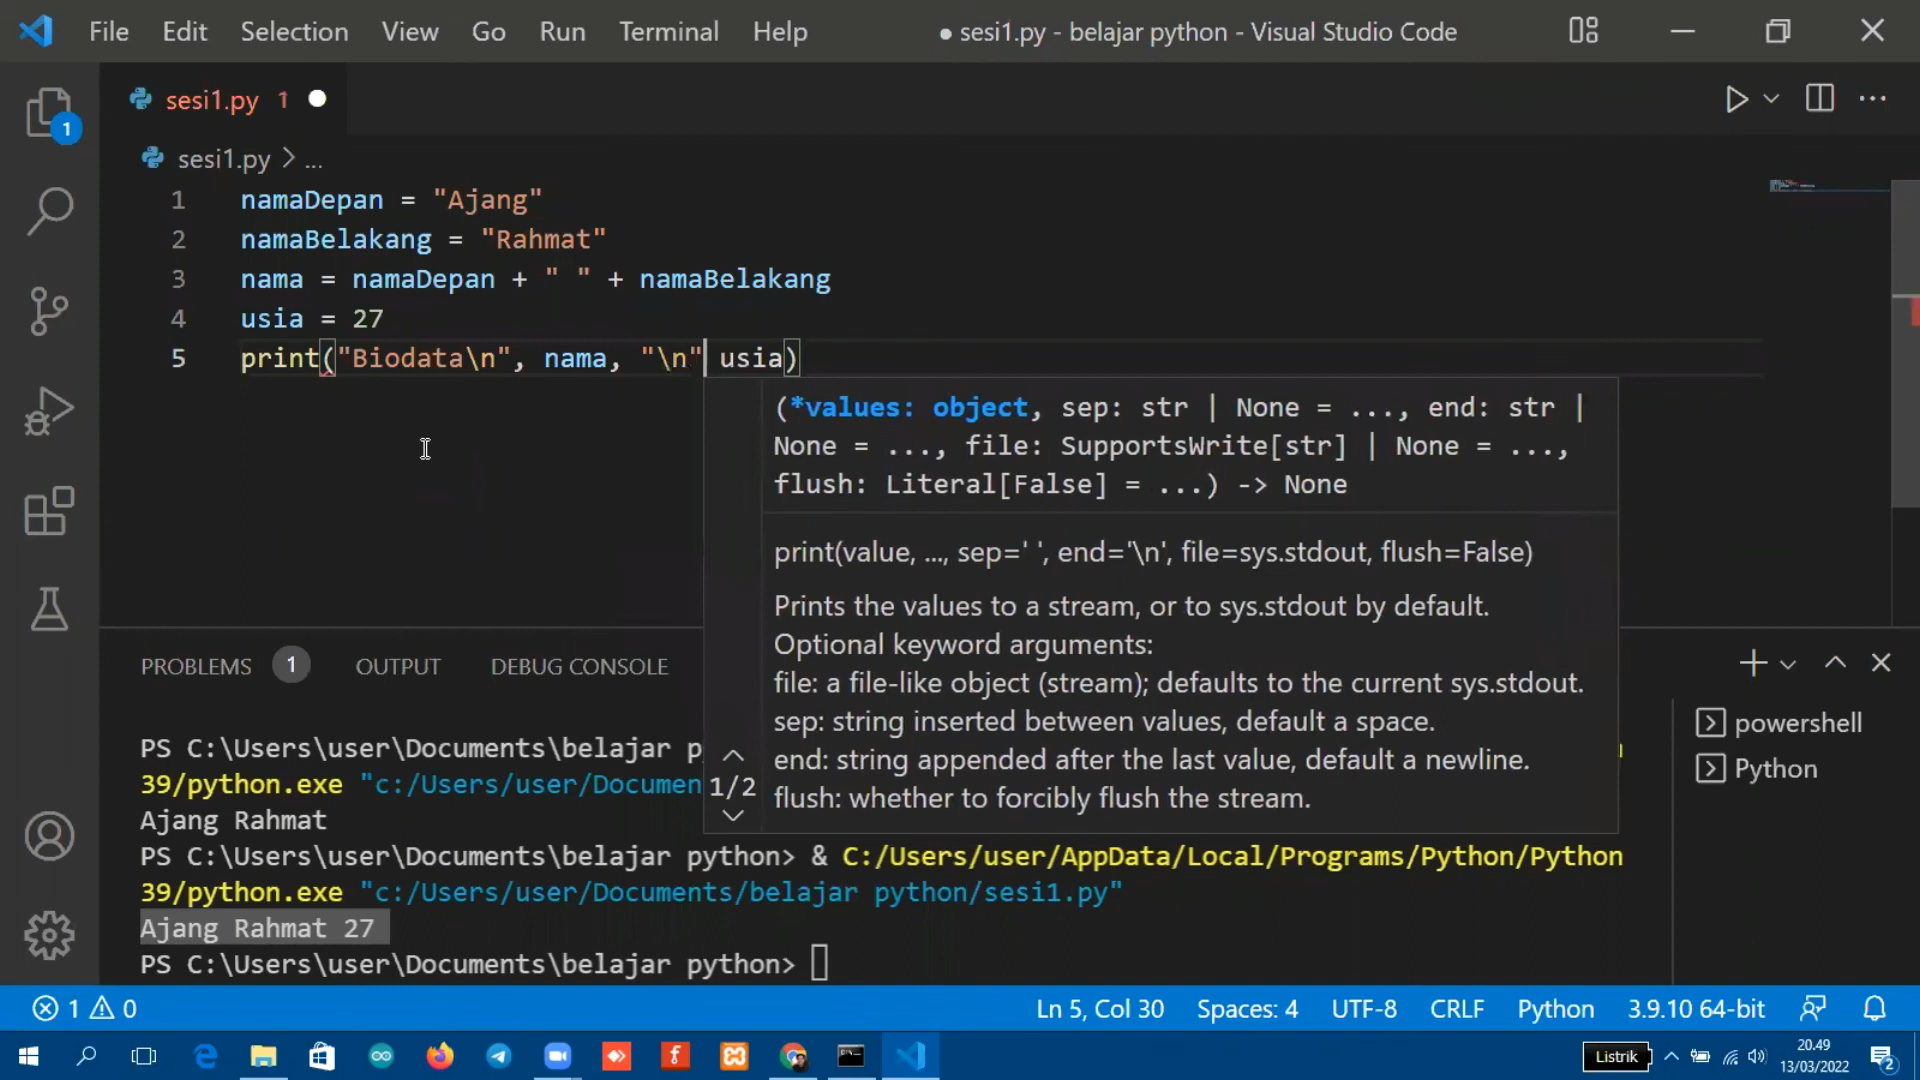 File Edit Selection View Go Run Terminal Help ● sesi1.py - belajar python - Visual Studio Code
sesi1.py 1
1
sesi1.py > ...
1 namaDepan = "Ajang"
2 namaBelakang = "Rahmat"
3 nama = namaDepan + " " + namaBelakang
4 usia = 27
5 print("Biodata\n", nama, "\n" usia)
(*values: object, sep: str | None = ..., end: str |
None = ..., file: SupportsWrite[str] | None = ...,
flush: Literal[False] = ...) -> None
print(value, ..., sep=' ', end='\n', file=sys.stdout, flush=False)
Prints the values to a stream, or to sys.stdout by default.
Optional keyword arguments:
file: a file-like object (stream); defaults to the current sys.stdout.
sep: string inserted between values, default a space.
end: string appended after the last value, default a newline.
flush: whether to forcibly flush the stream.
1/2
PROBLEMS 1 OUTPUT DEBUG CONSOLE
powershell
Python
PS C:\Users\user\Documents\belajar p
39/python.exe "c:/Users/user/Documen
Ajang Rahmat
PS C:\Users\user\Documents\belajar python> & C:/Users/user/AppData/Local/Programs/Python/Python
39/python.exe "c:/Users/user/Documents/belajar python/sesi1.py"
Ajang Rahmat 27
PS C:\Users\user\Documents\belajar python>
1 0 Ln 5, Col 30 Spaces: 4 UTF-8 CRLF Python 3.9.10 64-bit
Listrik
20.49
13/03/2022
2